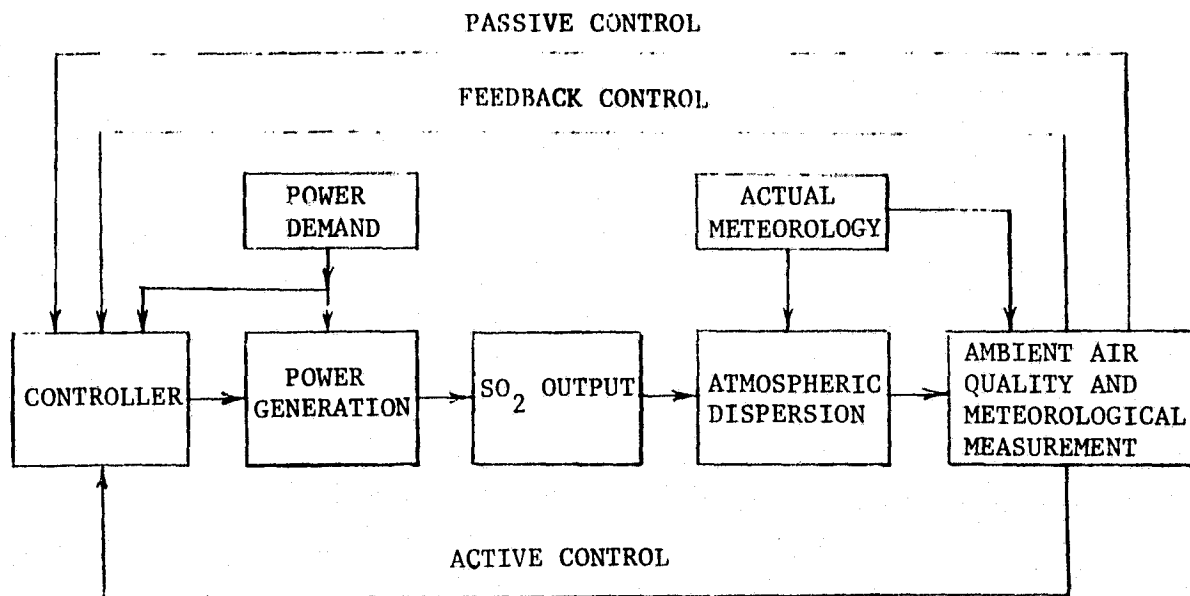 PASSIVE CONTROL
FEEDBACK CONTROL
POWER
DEMAND
ACTUAL
METEOROLOGY
CONTROLLER
POWER
GENERATION
SO2 OUTPUT
ATMOSPHERIC
DISPERSION
AMBIENT AIR
QUALITY AND
METEOROLOGICAL
MEASUREMENT
ACTIVE CONTROL